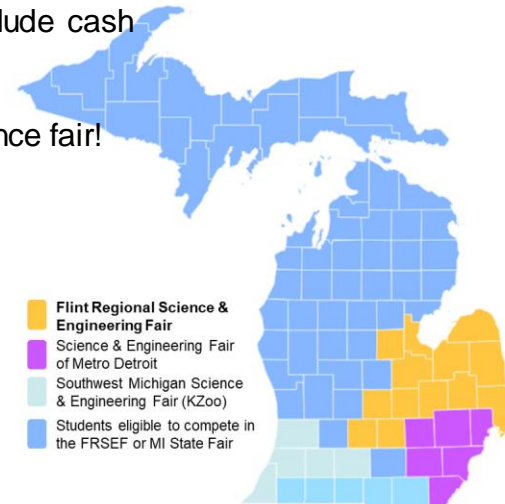 lude cash
nce fair!
Flint Regional Science &
Engineering Fair
Science & Engineering Fair
of Metro Detroit
Southwest Michigan Science
& Engineering Fair (KZoo)
Students eligible to compete in
the FRSEF or MI State Fair